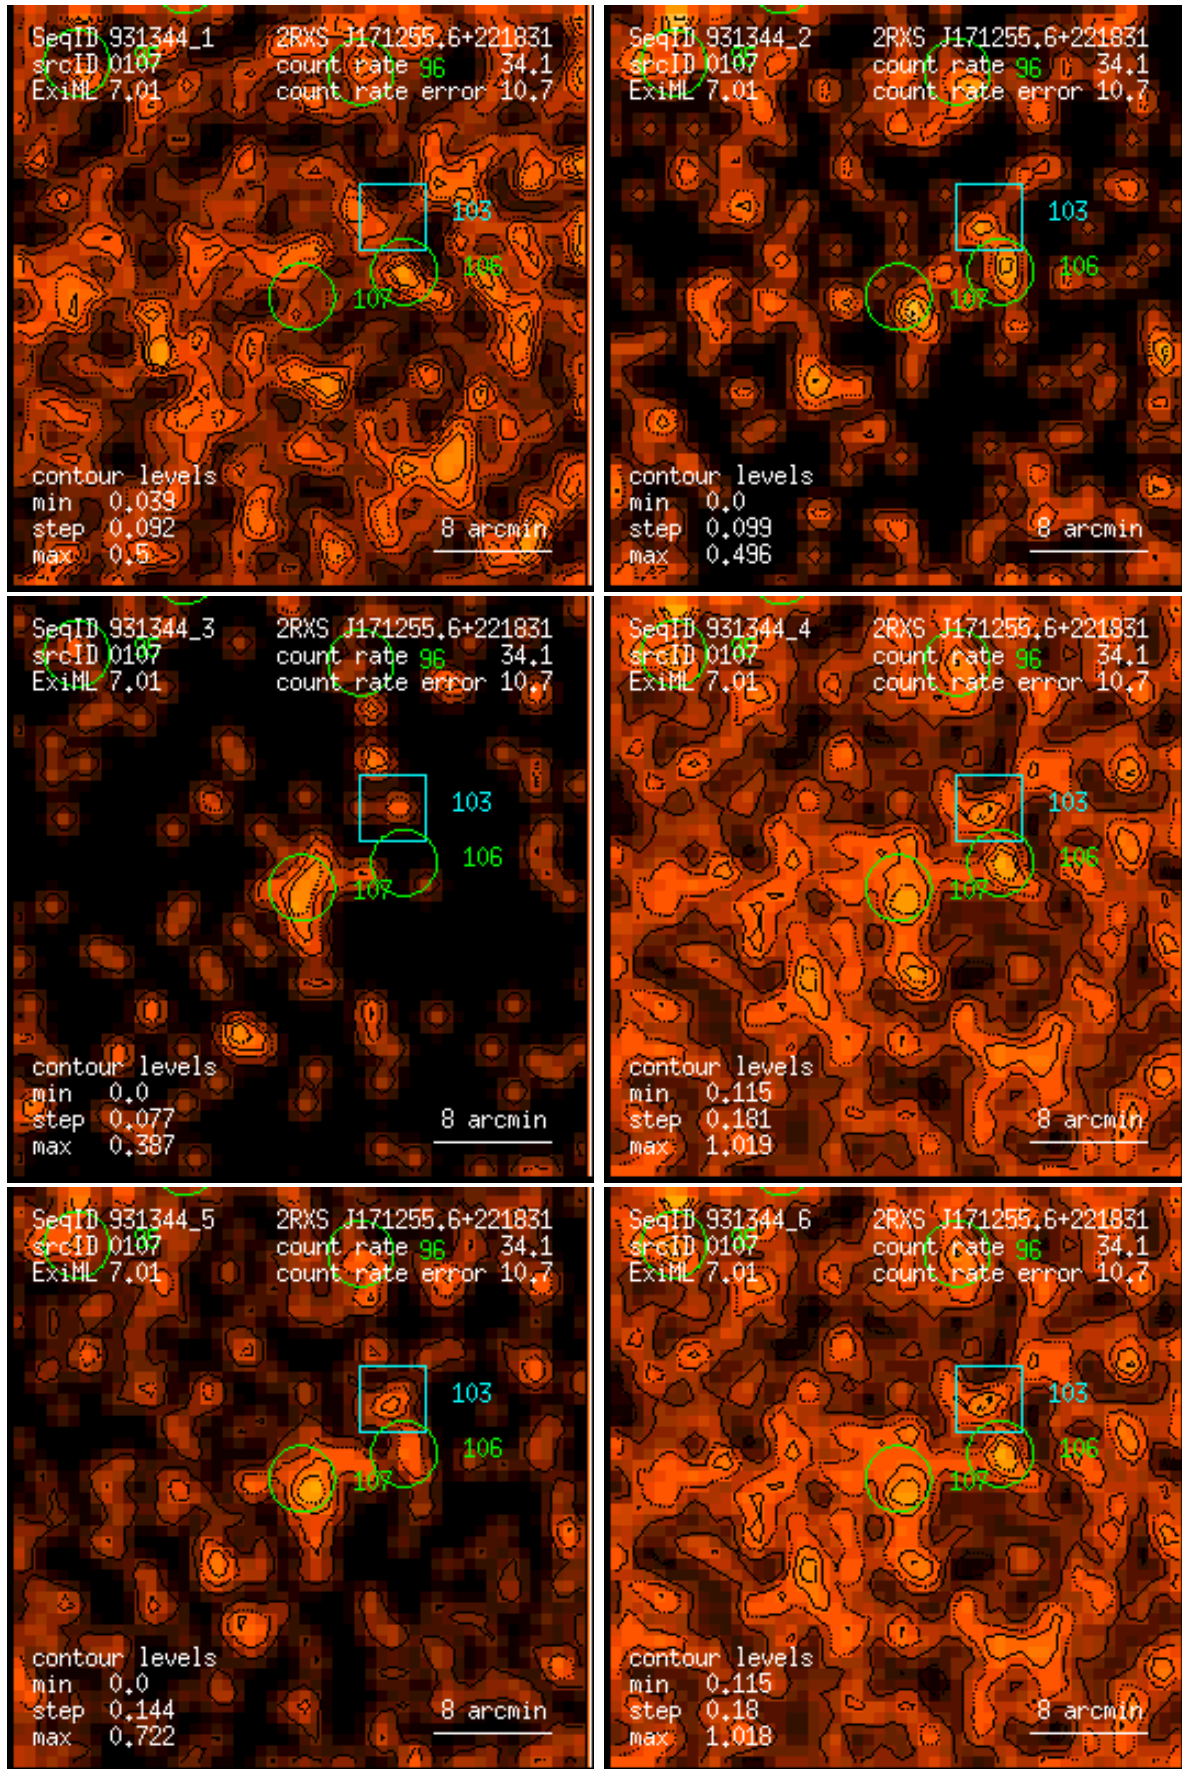 SeqID 931344_1 2RXS J171255.6+221831
srcID 0107 95 count rate 96 34.1
ExiML 7.01 count rate error 10.7
103
106
107
contour levels
min 0.039
step 0.092 8 arcmin
max 0.5
SeqID 931344_2 2RXS J171255.6+221831
srcID 0107 95 count rate 96 34.1
ExiML 7.01 count rate error 10.7
103
106
107
contour levels
min 0.0
step 0.099 8 arcmin
max 0.496
SeqID 931344_3 2RXS J171255.6+221831
srcID 0107 95 count rate 96 34.1
ExiML 7.01 count rate error 10.7
103
106
107
contour levels
min 0.0
step 0.077 8 arcmin
max 0.387
SeqID 931344_4 2RXS J171255.6+221831
srcID 0107 95 count rate 96 34.1
ExiML 7.01 count rate error 10.7
103
106
107
contour levels
min 0.115
step 0.181 8 arcmin
max 1.019
SeqID 931344_5 2RXS J171255.6+221831
srcID 0107 95 count rate 96 34.1
ExiML 7.01 count rate error 10.7
103
106
107
contour levels
min 0.0
step 0.144 8 arcmin
max 0.722
SeqID 931344_6 2RXS J171255.6+221831
srcID 0107 95 count rate 96 34.1
ExiML 7.01 count rate error 10.7
103
106
107
contour levels
min 0.115
step 0.18 8 arcmin
max 1.018